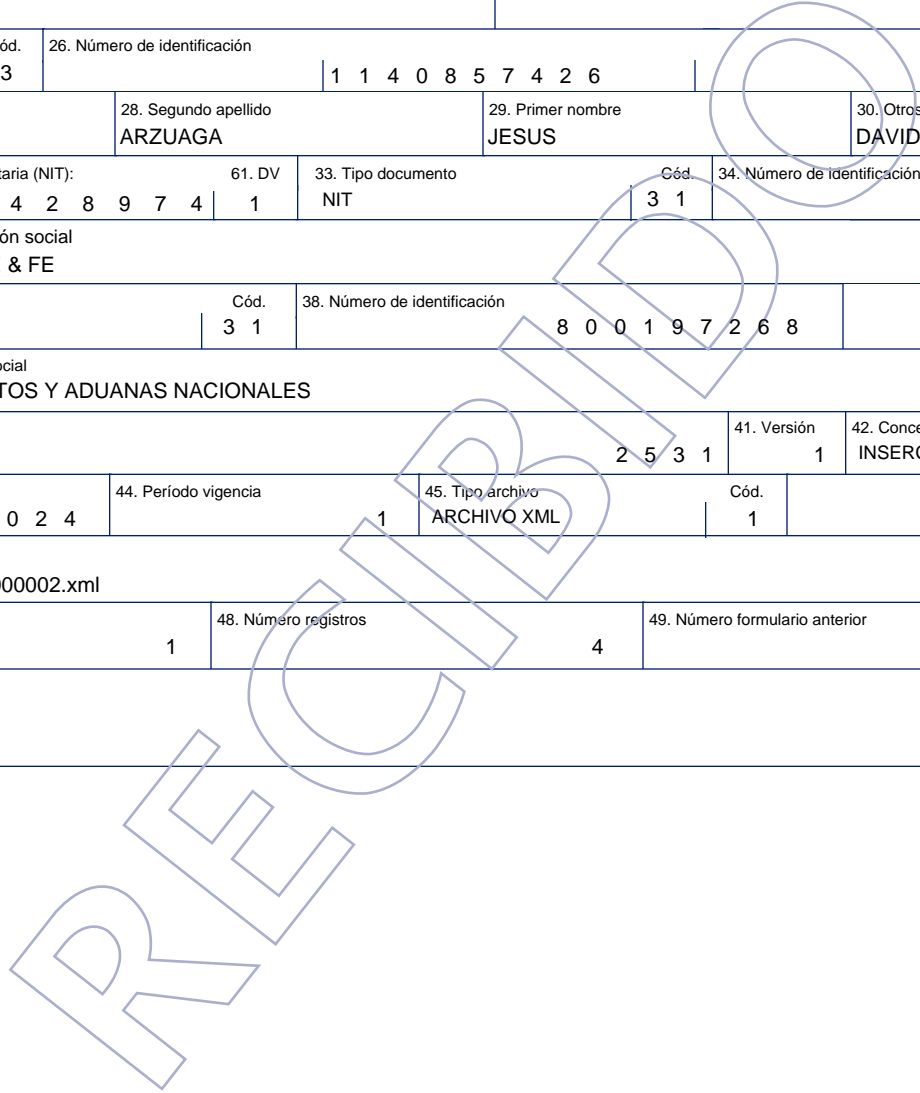 ód. 26. Número de identificación
3 1 1 4 0 8 5 7 4 2 6
28. Segundo apellido 29. Primer nombre 30. Otros
ARZUAGA JESUS DAVID
taria (NIT): 61. DV 33. Tipo documento Cód. 34. Número de identificación
4 2 8 9 7 4 1 NIT 3 1
ón social
& FE
Cód. 38. Número de identificación
3 1 8 0 0 1 9 7 2 6 8
ocial
TOS Y ADUANAS NACIONALES
41. Versión 42. Conce
2 5 3 1 1 INSERC
44. Período vigencia 45. Tipo archivo Cód.
0 2 4 1 ARCHIVO XML 1
000002.xml
48. Número registros 49. Número formulario anterior
1 4
RECIBIDO